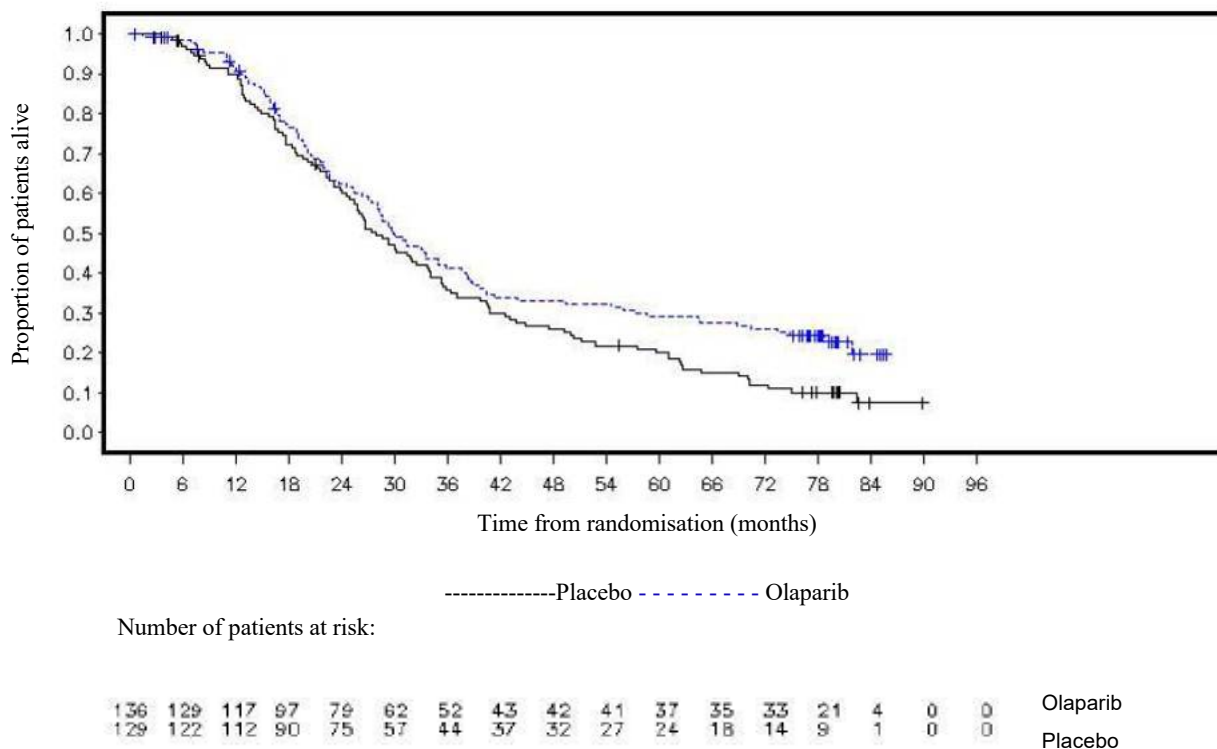 Proportion of patients alive
1.0
0.9
0.8
0.7
0.6
0.5
0.4
0.3
0.2
0.1
0.0
0 6 12 18 24 30 36 42 48 54 60 66 72 78 84 90 96
Time from randomisation (months)
--------------Placebo - - - - - - - - - Olaparib
Number of patients at risk:
136 129 117 97 79 62 52 43 42 41 37 35 33 21 4 0 0 Olaparib
129 122 112 90 75 57 44 37 32 27 24 18 14 9 1 0 0 Placebo